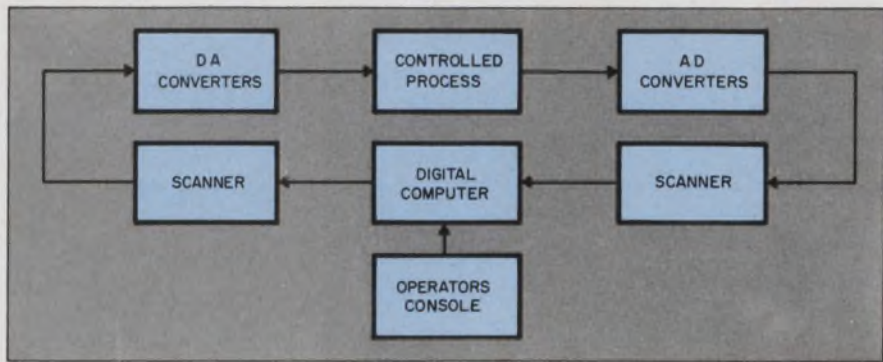 D A
CONVERTERS
CONTROLLED
PROCESS
A D
CONVERTERS
SCANNER
DIGITAL
COMPUTER
SCANNER
OPERATORS
CONSOLE